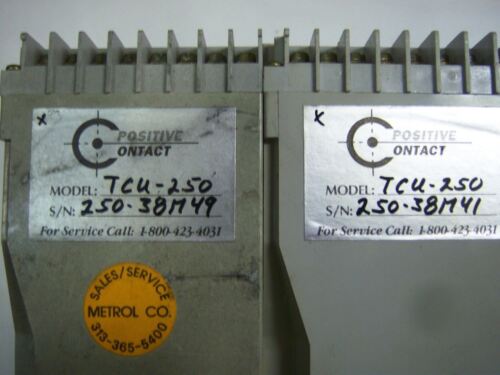 x
POSITIVE
CONTACT
MODEL: TCU-250
S/N: 250-38M49
For Service Call: 1-800-423-4031
SALES/SERVICE
METROL CO.
313-365-5400
x
POSITIVE
CONTACT
MODEL: TCU-250
S/N: 250-38M41
For Service Call: 1-800-423-4031